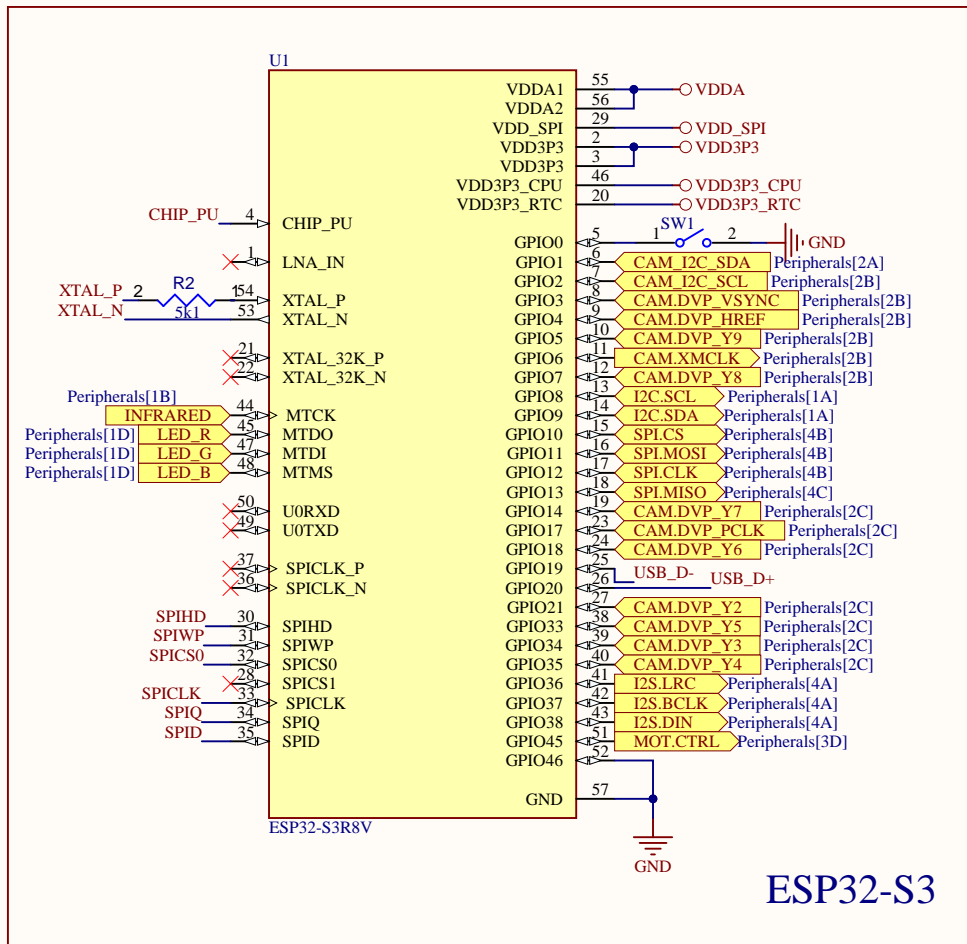 U1
VDDA1 55 VDDA
VDDA2 56
VDD_SPI 29 VDD_SPI
VDD3P3 2 VDD3P3
VDD3P3 3
VDD3P3_CPU 46 VDD3P3_CPU
VDD3P3_RTC 20 VDD3P3_RTC
CHIP_PU 4 CHIP_PU
SW1
GPIO0 5 1 2 GND
1 LNA_IN
GPIO1 6 CAM_I2C_SDA Peripherals[2A]
GPIO2 7 CAM_I2C_SCL Peripherals[2B]
XTAL_P 2 R2 1 54 XTAL_P
GPIO3 8 CAM.DVP_VSYNC Peripherals[2B]
XTAL_N 5k1 53 XTAL_N
GPIO4 9 CAM.DVP_HREF Peripherals[2B]
GPIO5 10 CAM.DVP_Y9 Peripherals[2B]
21 XTAL_32K_P
GPIO6 11 CAM.XMCLK Peripherals[2B]
22 XTAL_32K_N
GPIO7 12 CAM.DVP_Y8 Peripherals[2B]
Peripherals[1B]
GPIO8 13 I2C.SCL Peripherals[1A]
INFRARED 44 MTCK
GPIO9 14 I2C.SDA Peripherals[1A]
Peripherals[1D] LED_R 45 MTDO
GPIO10 15 SPI.CS Peripherals[4B]
Peripherals[1D] LED_G 47 MTDI
GPIO11 16 SPI.MOSI Peripherals[4B]
Peripherals[1D] LED_B 48 MTMS
GPIO12 17 SPI.CLK Peripherals[4B]
GPIO13 18 SPI.MISO Peripherals[4C]
50 U0RXD
GPIO14 19 CAM.DVP_Y7 Peripherals[2C]
49 U0TXD
GPIO17 23 CAM.DVP_PCLK Peripherals[2C]
GPIO18 24 CAM.DVP_Y6 Peripherals[2C]
37 SPICLK_P
GPIO19 25 USB_D-
36 SPICLK_N
GPIO20 26 USB_D+
GPIO21 27 CAM.DVP_Y2 Peripherals[2C]
SPIHD 30 SPIHD
GPIO33 38 CAM.DVP_Y5 Peripherals[2C]
SPIWP 31 SPIWP
GPIO34 39 CAM.DVP_Y3 Peripherals[2C]
SPICS0 32 SPICS0
GPIO35 40 CAM.DVP_Y4 Peripherals[2C]
28 SPICS1
GPIO36 41 I2S.LRC Peripherals[4A]
SPICLK 33 SPICLK
GPIO37 42 I2S.BCLK Peripherals[4A]
SPIQ 34 SPIQ
GPIO38 43 I2S.DIN Peripherals[4A]
SPID 35 SPID
GPIO45 51 MOT.CTRL Peripherals[3D]
GPIO46 52
GND 57
ESP32-S3R8V
GND
ESP32-S3